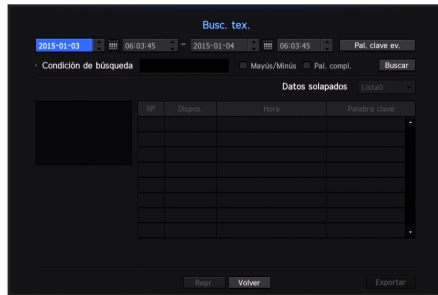 Busc. tex.
2015-01-03 06:03:45 ~ 2015-01-04 06:03:45 Pal. clave ev.
· Condición de búsqueda Mayús/Minús Pal. compl. Buscar
Datos solapados Lista0
Nº Dispos. Hora Palabra clave
Repr. Volver Exportar